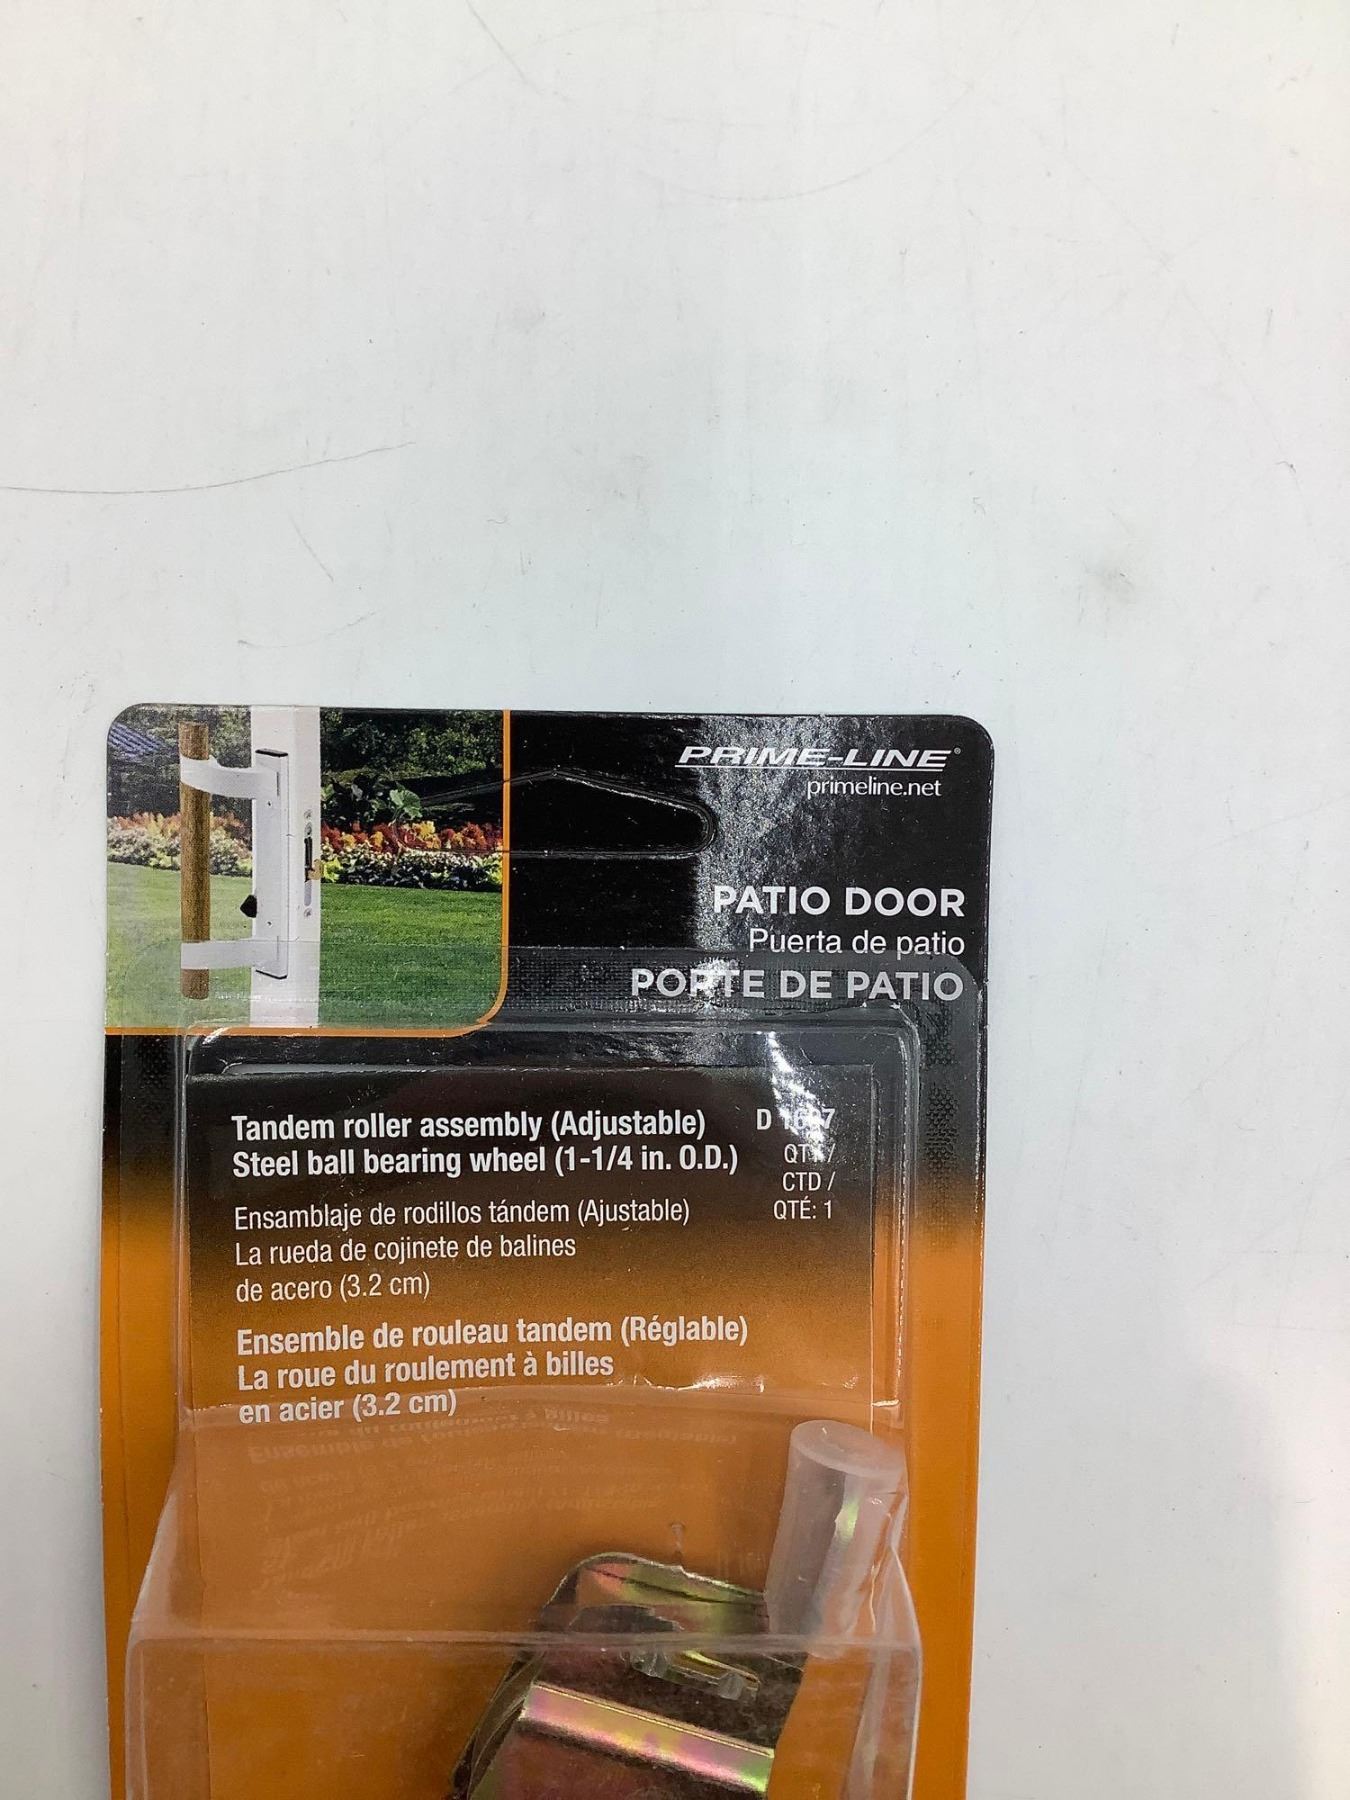 PRIME-LINE®
primeline.net
PATIO DOOR
Puerta de patio
PORTE DE PATIO
Tandem roller assembly (Adjustable)
Steel ball bearing wheel (1-1/4 in. O.D.)
D
QTY /
CTD /
QTÉ: 1
Ensamblaje de rodillos tándem (Ajustable)
La rueda de cojinete de balines
de acero (3.2 cm)
Ensemble de rouleau tandem (Réglable)
La roue du roulement à billes
en acier (3.2 cm)